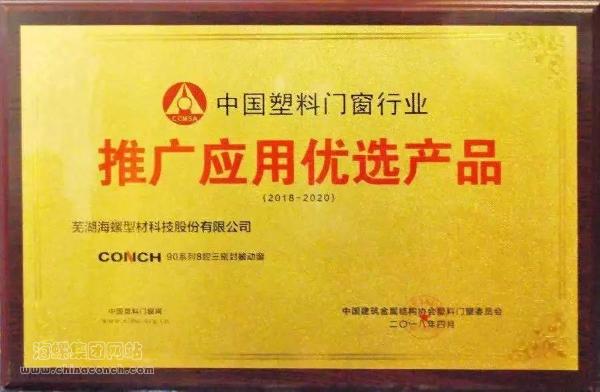 CCMSA
中国塑料门窗行业
推广应用优选产品
(2018-2020)
芜湖海螺型材科技股份有限公司
CONCH 90系列8腔三密封被动窗
中国塑料门窗网
中国建筑金属结构协会塑料门窗委员会
二〇一八年四月
海螺集团网站
www.chinaconch.com